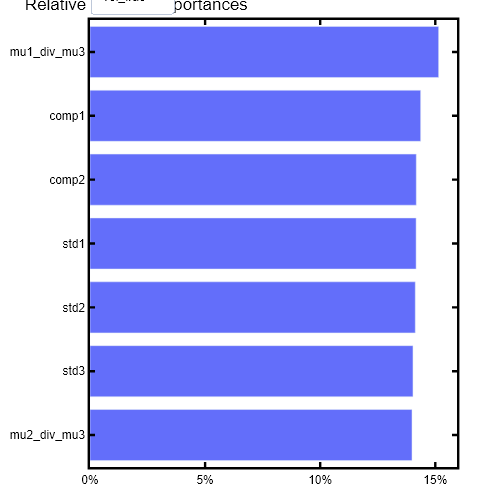 Relative portances
mu1_div_mu3
comp1
comp2
std1
std2
std3
mu2_div_mu3
0% 5% 10% 15%